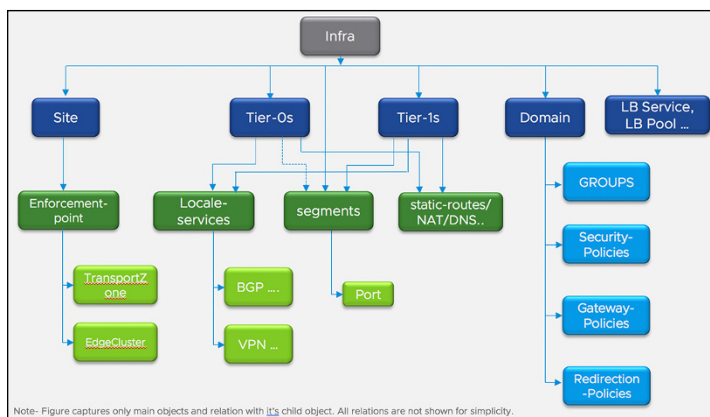 Infra
Site
Tier-0s
Tier-1s
Domain
LB Service,
LB Pool ...
Enforcement-
point
Locale-
services
segments
static-routes/
NAT/DNS..
GROUPS
TransportZ
one
EdgeCluster
BGP ....
VPN ...
Port
Security-
Policies
Gateway-
Policies
Redirection
-Policies
Note- Figure captures only main objects and relation with it's child object. All relations are not shown for simplicity.